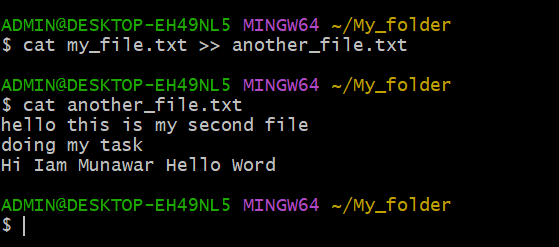 ADMIN@DESKTOP-EH49NL5 MINGW64 ~/My_folder
$ cat my_file.txt >> another_file.txt
ADMIN@DESKTOP-EH49NL5 MINGW64 ~/My_folder
$ cat another_file.txt
hello this is my second file
doing my task
Hi Iam Munawar Hello Word
ADMIN@DESKTOP-EH49NL5 MINGW64 ~/My_folder
$